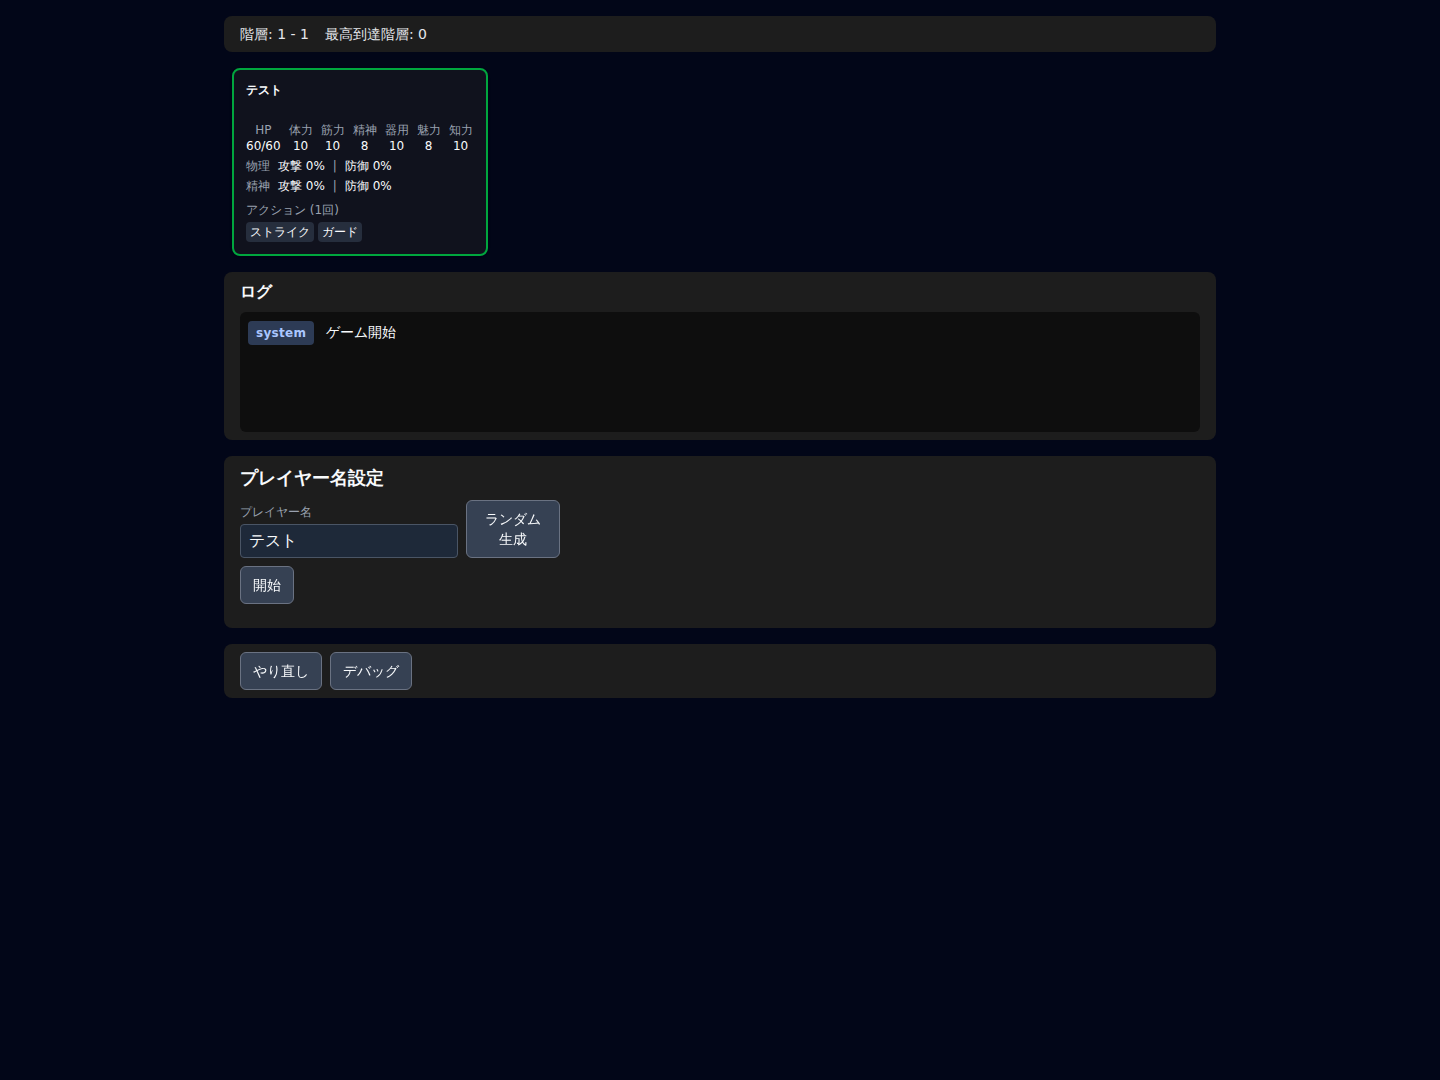 階層: 1 - 1 最高到達階層: 0
テスト
HP 体力 筋力 精神 器用 魅力 知力
60/60 10 10 8 10 8 10
物理 攻撃 0% | 防御 0%
精神 攻撃 0% | 防御 0%
アクション (1回)
ストライク ガード
ログ
system ゲーム開始
プレイヤー名設定
プレイヤー名
テスト
ランダム
生成
開始
やり直し デバッグ